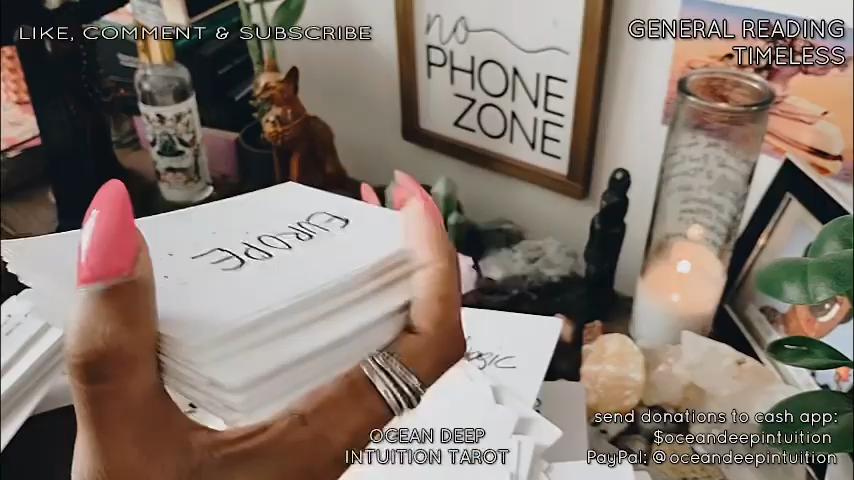 LIKE, COMMENT & SUBSCRIBE
GENERAL READING
TIMELESS
no
PHONE
ZONE
EUROPE
OCEAN DEEP
INTUITION TAROT
send donations to cash app:
$oceandeepintuition
PayPal: @oceandeepintuition